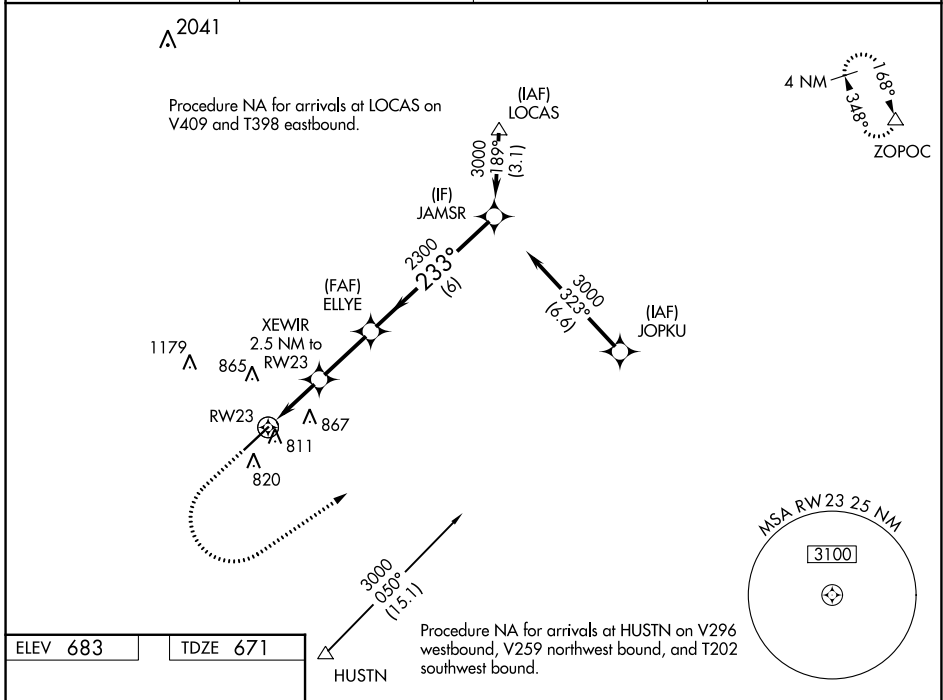 2041
Procedure NA for arrivals at LOCAS on
V409 and T398 eastbound.
(IAF)
LOCAS
3000
189°
(3.1)
4 NM
168°
348°
ZOPOC
(IF)
JAMSR
2300
233°
(6)
(FAF)
ELLYE
3000
323°
(6.6)
(IAF)
JOPKU
XEWIR
2.5 NM to
RW23
1179
865
RW23
867
811
820
MSA RW23 25 NM
3100
3000
050°
(15.1)
HUSTN
Procedure NA for arrivals at HUSTN on V296
westbound, V259 northwest bound, and T202
southwest bound.
ELEV 683
TDZE 671